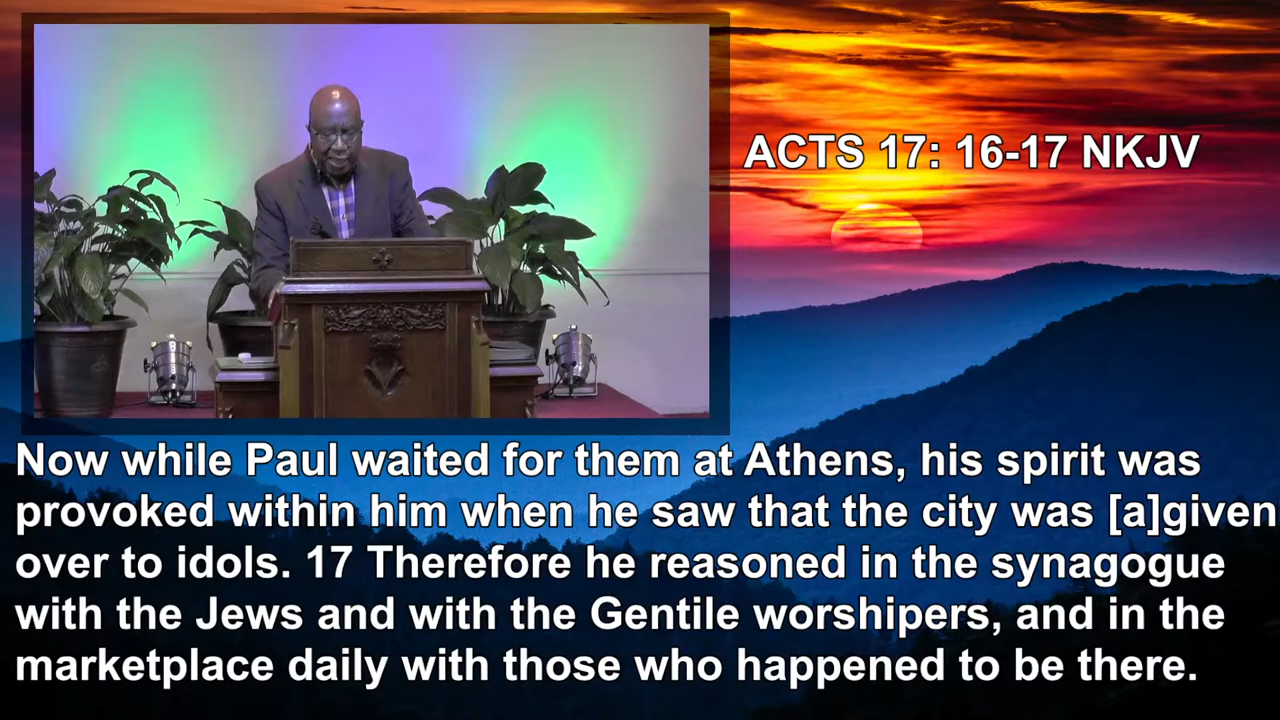 ACTS 17: 16-17 NKJV
Now while Paul waited for them at Athens, his spirit was
provoked within him when he saw that the city was [a]given
over to idols. 17 Therefore he reasoned in the synagogue
with the Jews and with the Gentile worshipers, and in the
marketplace daily with those who happened to be there.